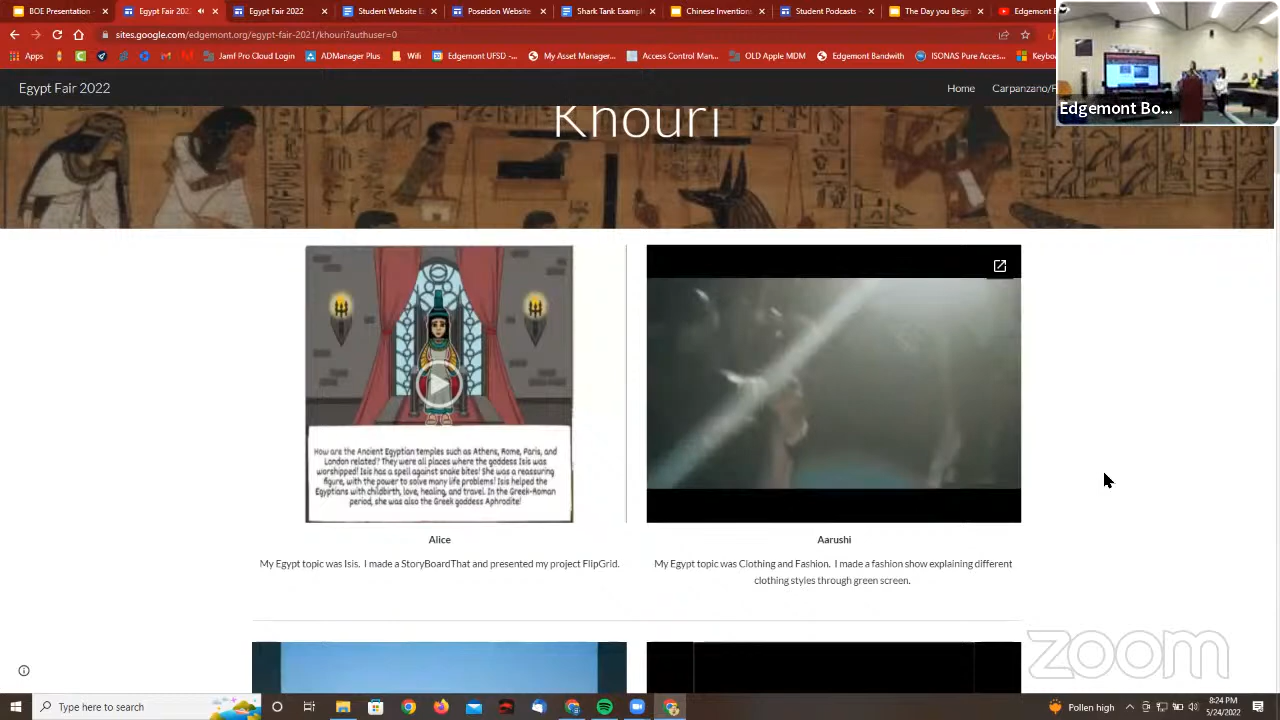 BOE Presentation -
Egypt Fair 202
Egypt Fair 2022
Student Website E
Poseidon Website
Shark Tank Examp
Chinese Inventions
Student Podcasts -
The Day you Begin
Edgemont E
sites.google.com/edgemont.org/egypt-fair-2021/khouri?authuser=0
Apps
Jamf Pro Cloud Login
ADManager Plus
Wifi
Edgemont UFSD -...
My Asset Manager...
Access Control Man...
OLD Apple MDM
Edgemont Bandwith
ISONAS Pure Acces...
Keybo
Egypt Fair 2022
Home
Carpanzano/F
Edgemont Bo...
Khouri
How are the Ancient Egyptian temples such as Athens, Rome, Paris, and
London related? They were all places where the goddess Isis was
worshipped! Isis has a spell against snake bites! She was a reassuring
figure, with the power to solve many life problems! Isis helped the
Egyptians with childbirth, love, healing, and travel. In the Greek-Roman
period, she was also the Greek goddess Aphrodite!
Alice
My Egypt topic was Isis. I made a StoryBoardThat and presented my project FlipGrid.
Aarushi
My Egypt topic was Clothing and Fashion. I made a fashion show explaining different
clothing styles through green screen.
zoom
Type here to search
Pollen high
8:24 PM
5/24/2022